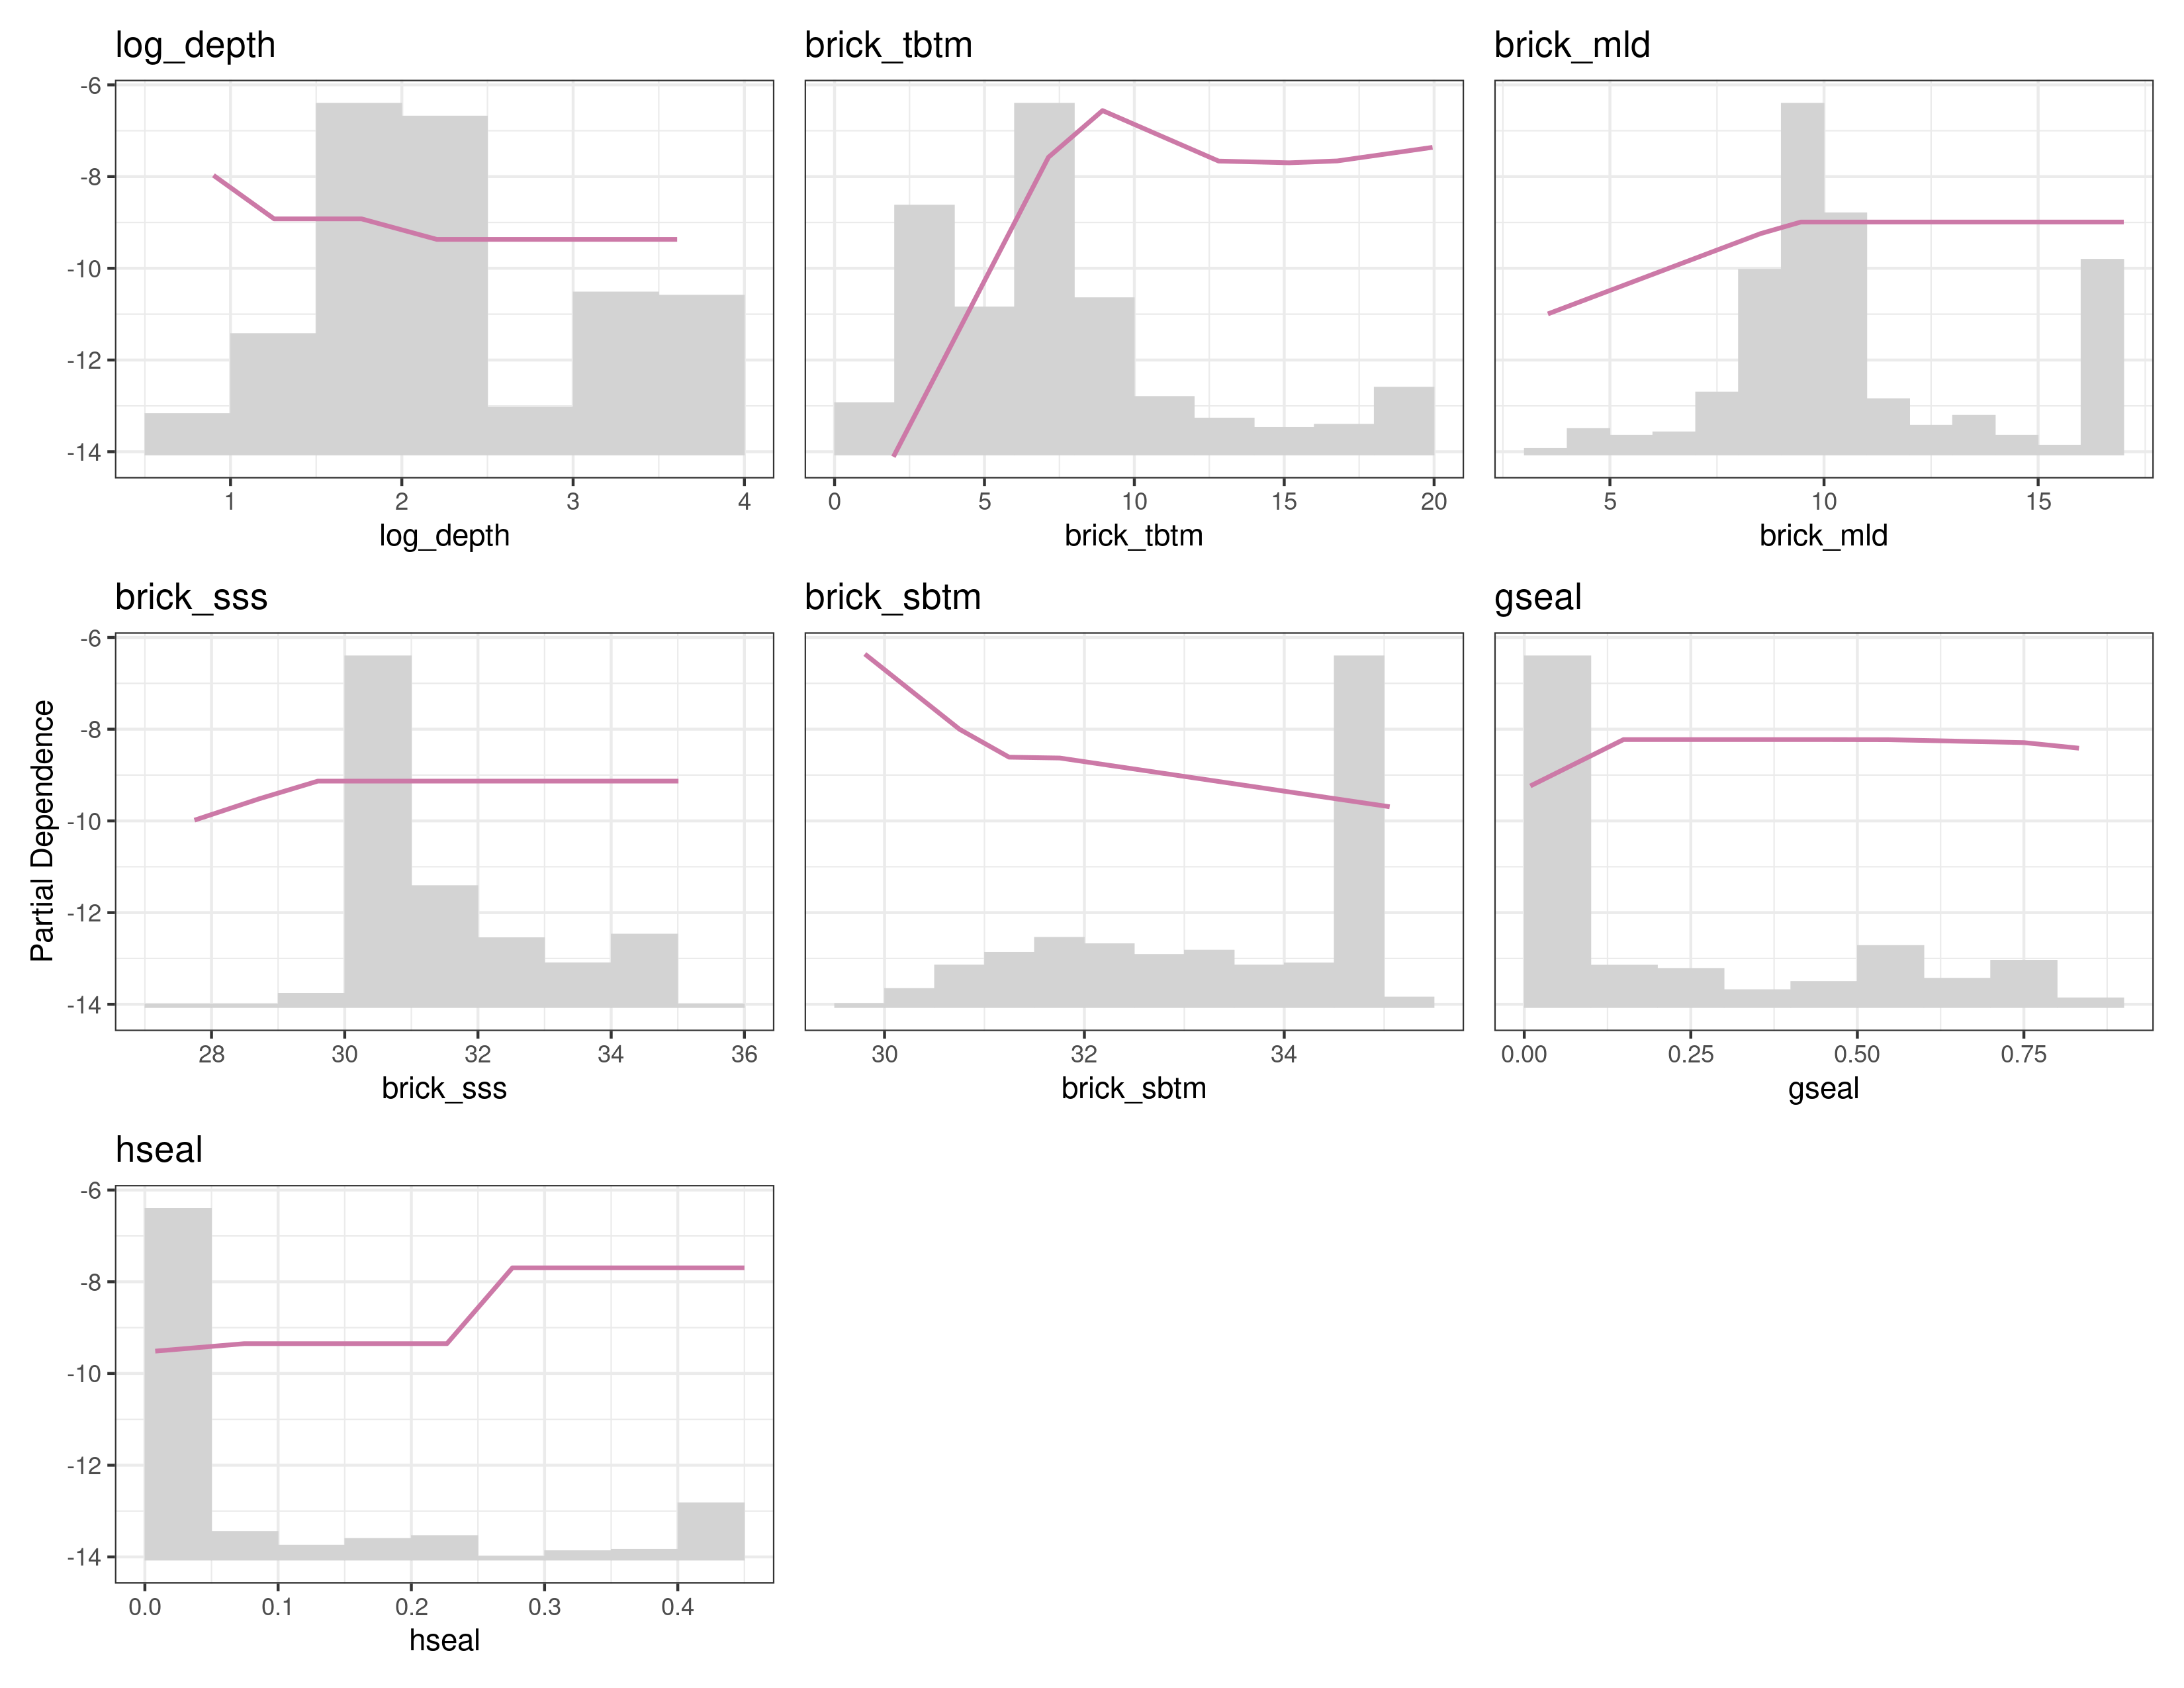 log_depth
brick_tbtm
brick_mld
-6
-8
-10
-12
-14
1 2 3 4
0 5 10 15 20
5 10 15
log_depth
brick_tbtm
brick_mld
brick_sss
brick_sbtm
gseal
Partial Dependence
-6
-8
-10
-12
-14
28 30 32 34 36
30 32 34
0.00 0.25 0.50 0.75
brick_sss
brick_sbtm
gseal
hseal
-6
-8
-10
-12
-14
0.0 0.1 0.2 0.3 0.4
hseal